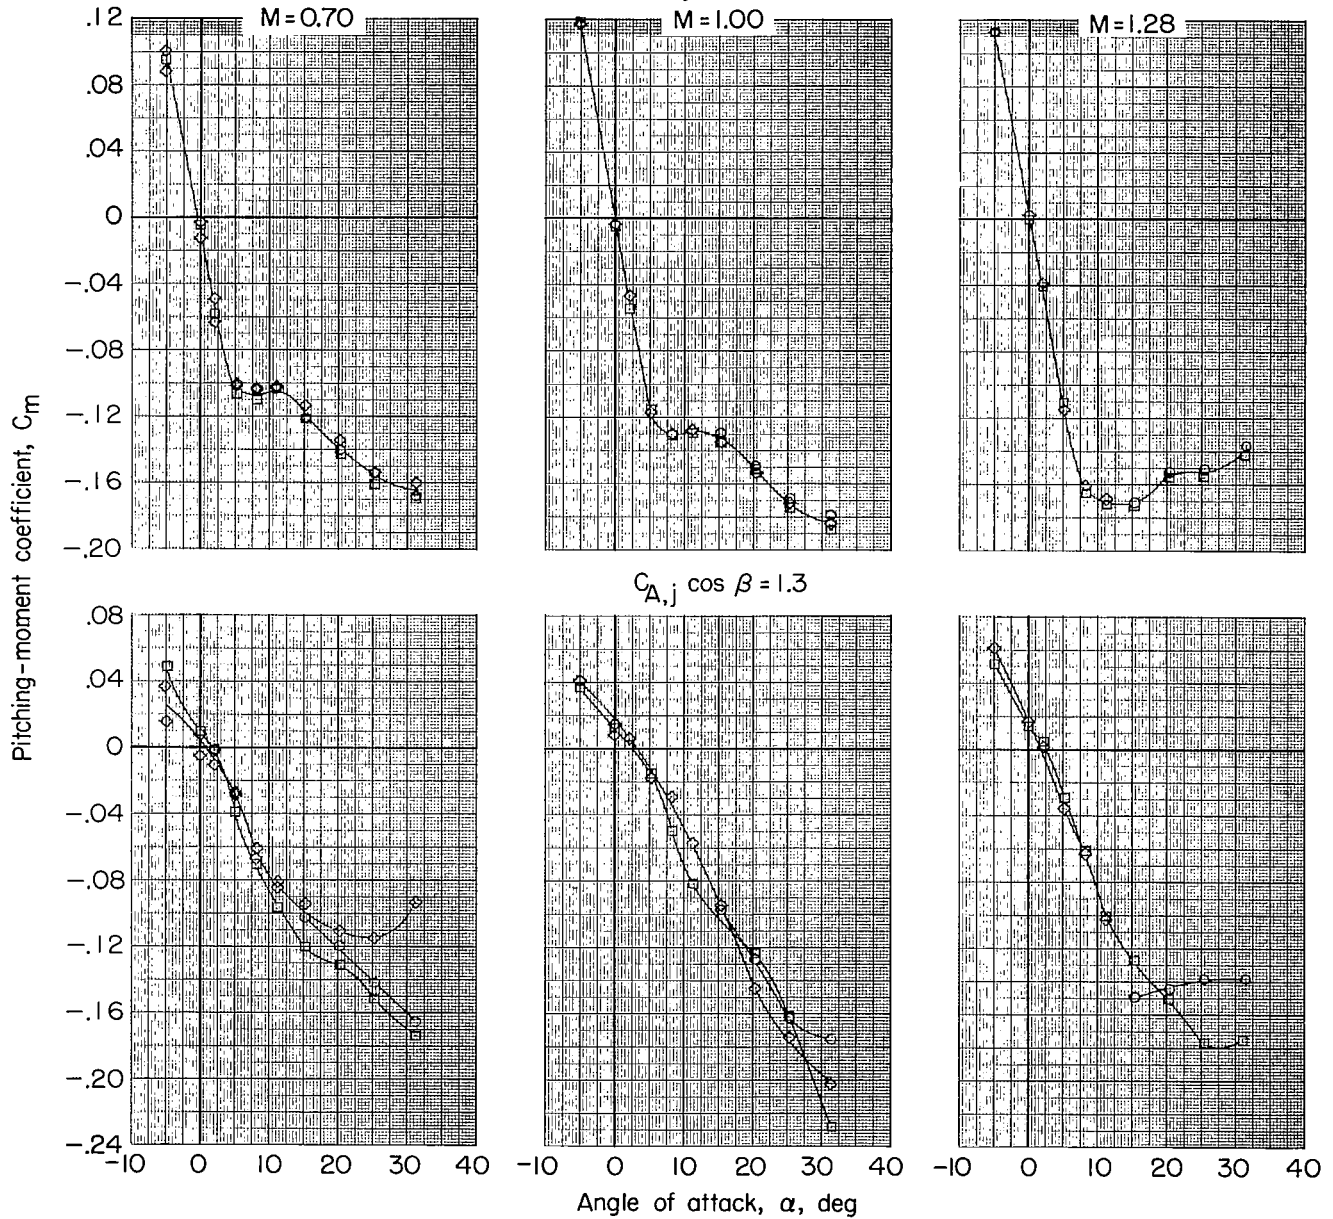 M=0.70
M=1.00
M=1.28
.12
.08
.04
0
-.04
-.08
-.12
-.16
-.20
Pitching-moment coefficient, Cm
CA,j cos β = 1.3
.08
.04
0
-.04
-.08
-.12
-.16
-.20
-.24
-10 0 10 20 30 40
-10 0 10 20 30 40
-10 0 10 20 30 40
Angle of attack, α, deg